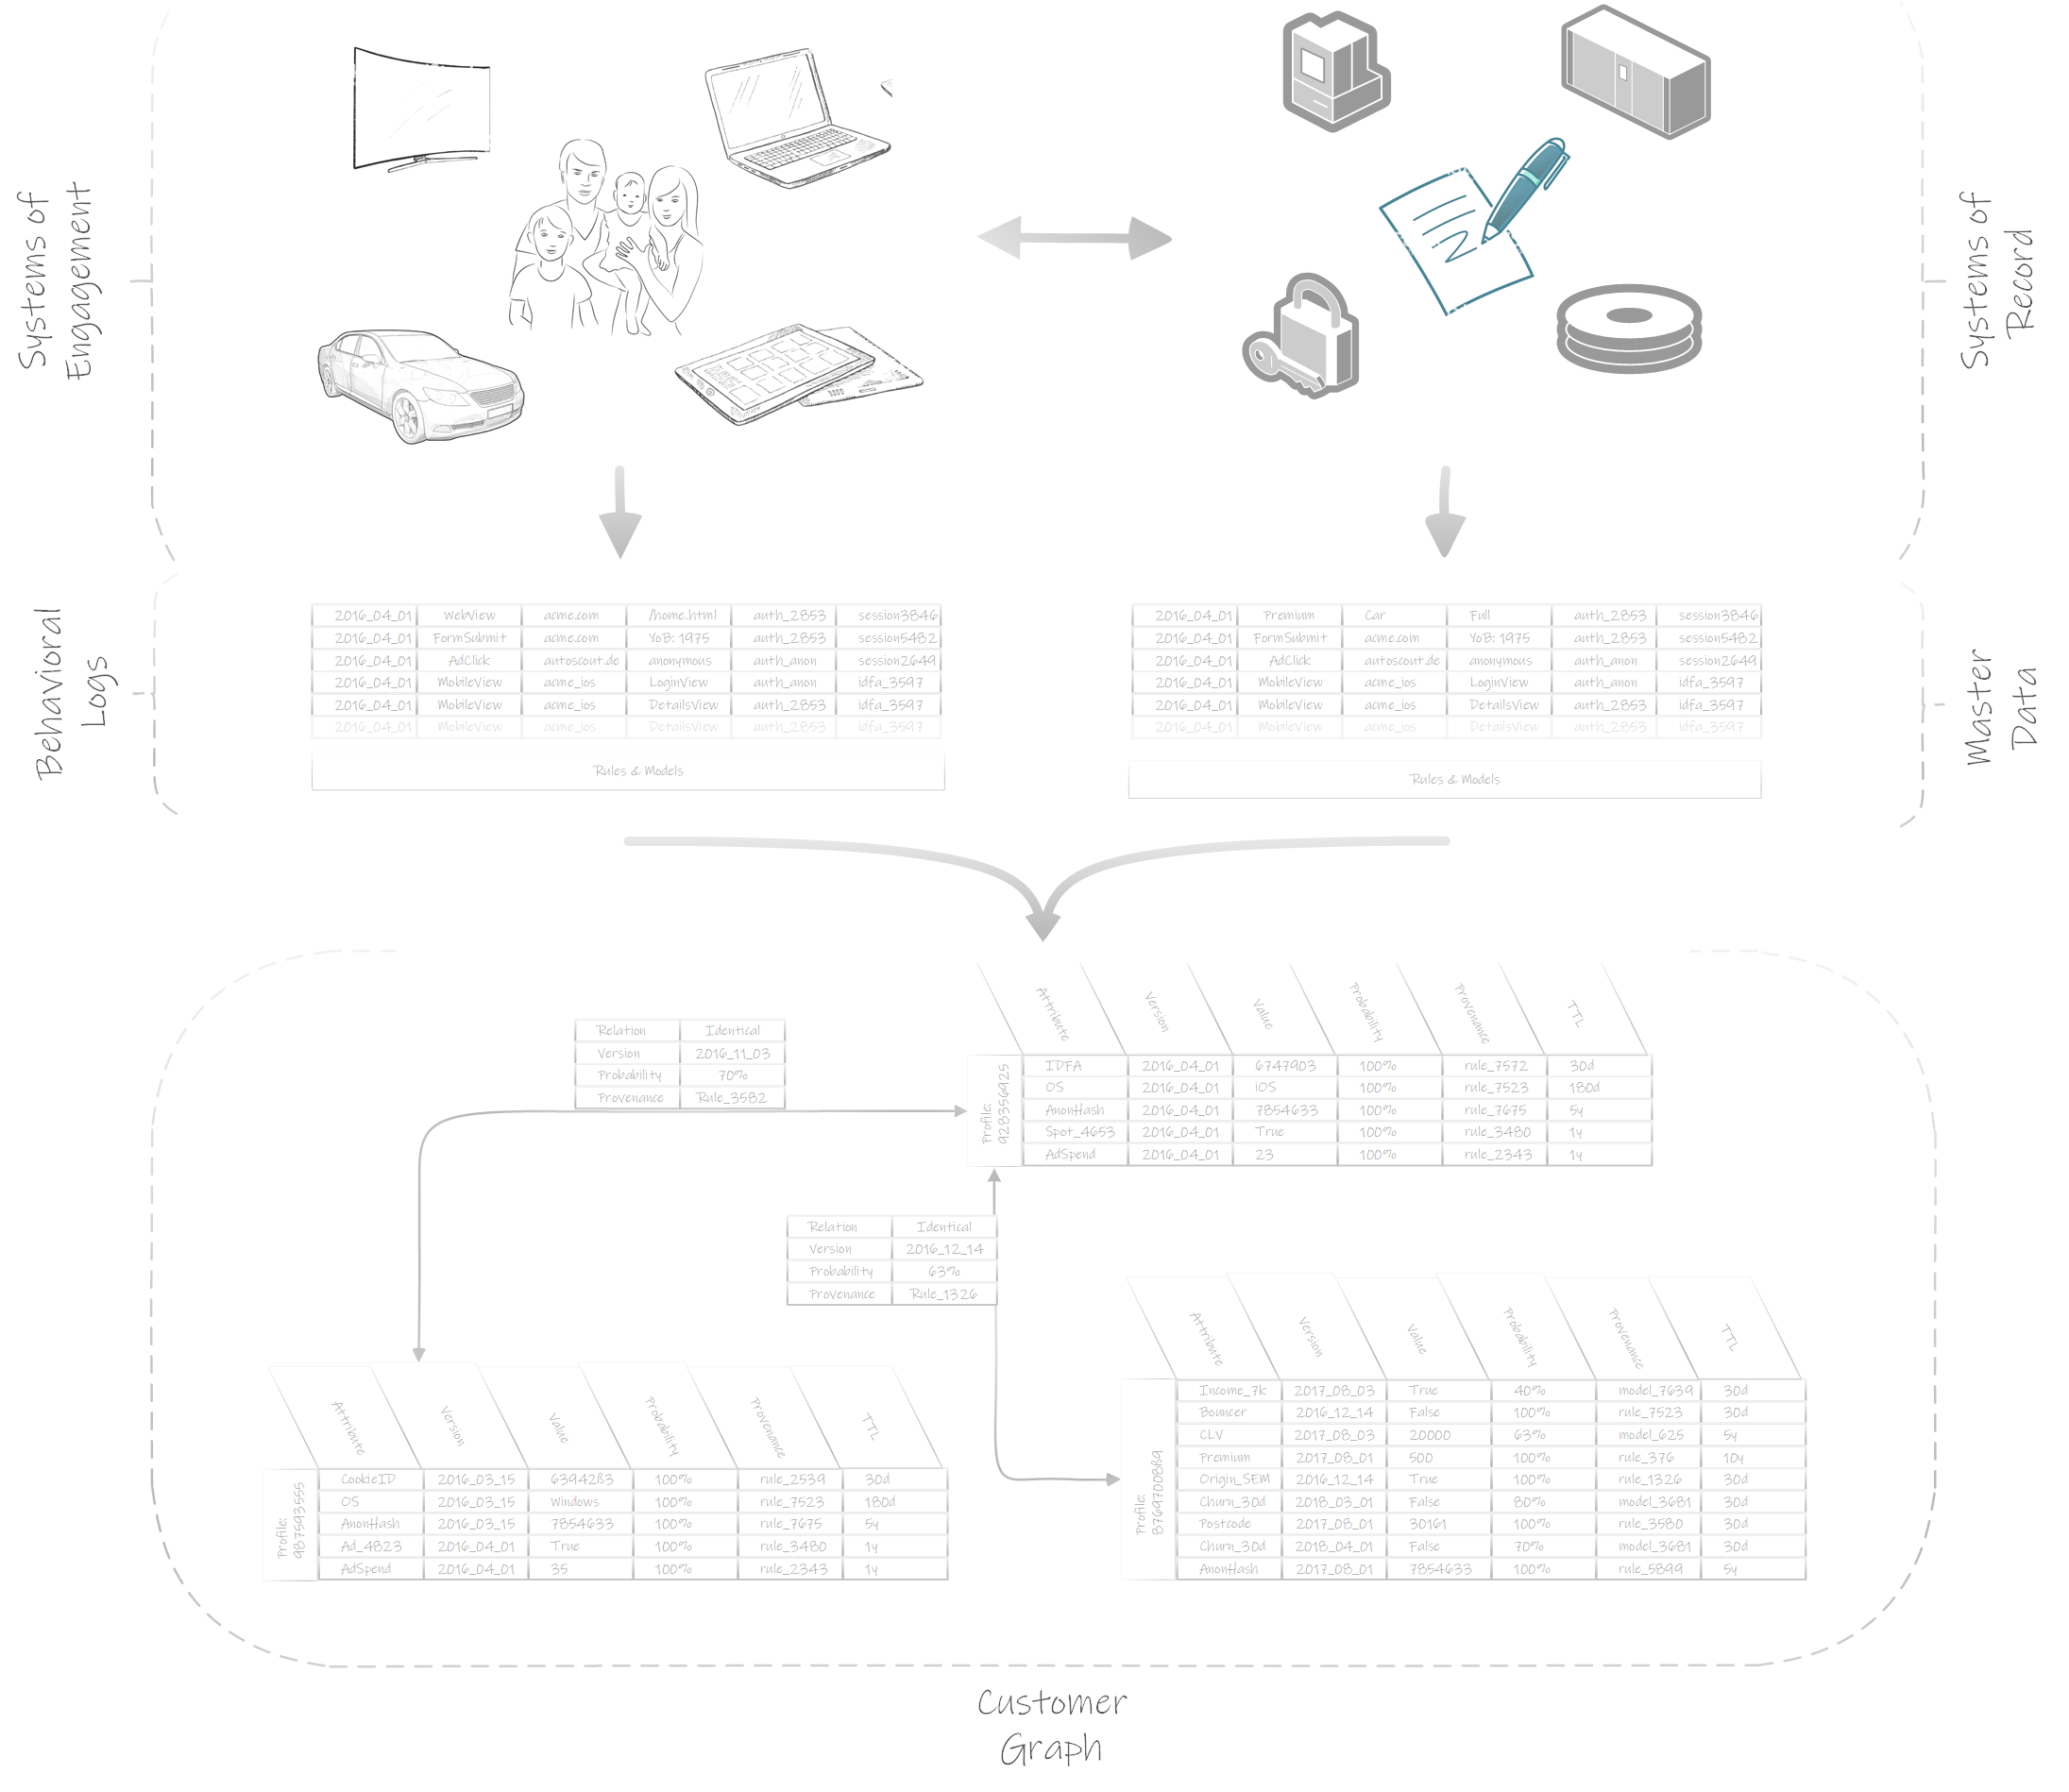 Systems of
Engagement
Systems of
Record
Behavioral
Logs
2016_04_01 WebView acme.com /home.html auth_2853 session3846
2016_04_01 FormSubmit acme.com YoB: 1975 auth_2853 session5482
2016_04_01 AdClick autoscout.de anonymous auth_anon session2649
2016_04_01 MobileView acme_ios LoginView auth_anon idfa_3597
2016_04_01 MobileView acme_ios DetailsView auth_2853 idfa_3597
2016_04_01 MobileView acme_ios DetailsView auth_2853 idfa_3597
Rules & Models
2016_04_01 Premium Car Full auth_2853 session3846
2016_04_01 FormSubmit acme.com YoB: 1975 auth_2853 session5482
2016_04_01 AdClick autoscout.de anonymous auth_anon session2649
2016_04_01 MobileView acme_ios LoginView auth_anon idfa_3597
2016_04_01 MobileView acme_ios DetailsView auth_2853 idfa_3597
2016_04_01 MobileView acme_ios DetailsView auth_2853 idfa_3597
Rules & Models
Master
Data
Relation Identical
Version 2016_11_03
Probability 70%
Provenance Rule_3582
Attribute Version Value Probability Provenance TTL
Profile:
928356925
IDFA 2016_04_01 6747903 100% rule_7572 30d
OS 2016_04_01 iOS 100% rule_7523 180d
AnonHash 2016_04_01 7854633 100% rule_7675 5y
Spot_4653 2016_04_01 True 100% rule_3480 1y
AdSpend 2016_04_01 23 100% rule_2343 1y
Relation Identical
Version 2016_12_14
Probability 63%
Provenance Rule_1326
Attribute Version Value Probability Provenance TTL
Profile:
987593555
CookieID 2016_03_15 63942ß3 100% rule_2539 30d
OS 2016_03_15 Windows 100% rule_7523 180d
AnonHash 2016_03_15 7854633 100% rule_7675 5y
Ad_4823 2016_04_01 True 100% rule_3480 1y
AdSpend 2016_04_01 35 100% rule_2343 1y
Attribute Version Value Probability Provenance TTL
Profile:
876970008ß9
Income_7k 2017_08_03 True 40% model_7639 30d
Bouncer 2016_12_14 False 100% rule_7523 30d
CLV 2017_08_03 20000 63% model_625 5y
Premium 2017_08_01 500 100% rule_376 10y
Origin_SEM 2016_12_14 True 100% rule_1326 30d
Churn_30d 2018_03_01 False 80% model_3681 30d
Postcode 2017_08_01 30161 100% rule_3580 30d
Churn_30d 2018_04_01 False 70% model_3681 30d
AnonHash 2017_08_01 7854633 100% rule_5899 5y
Customer
Graph